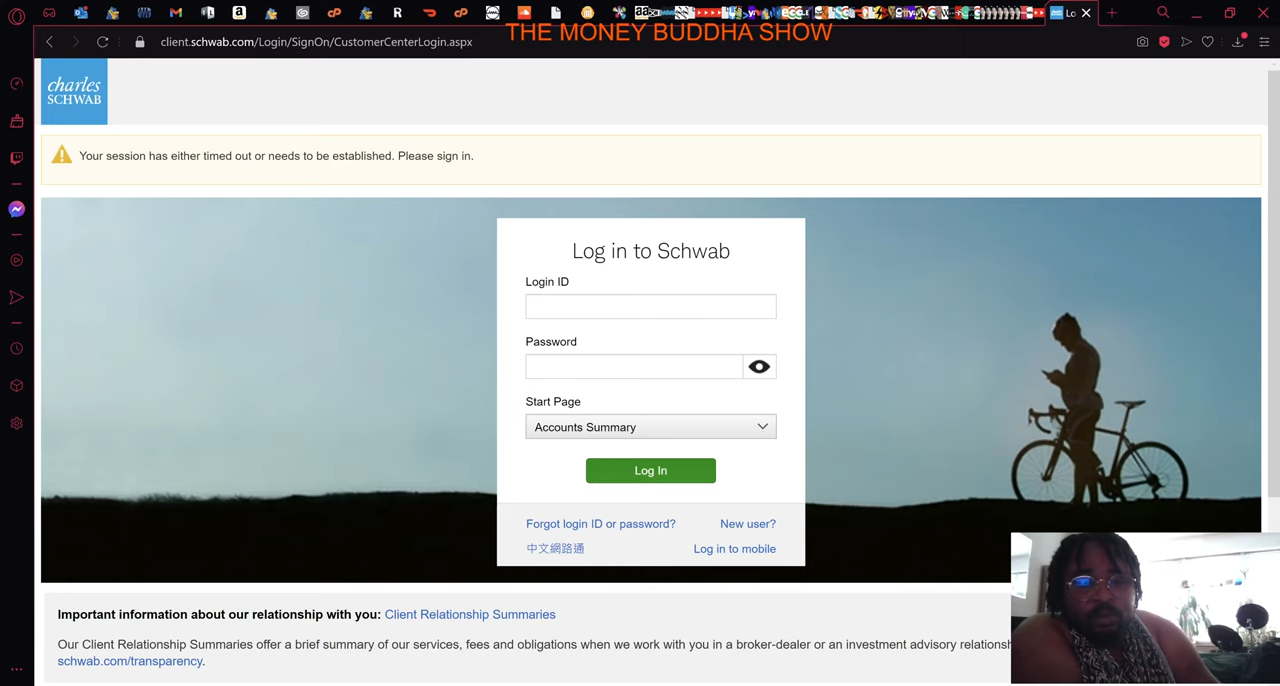 client.schwab.com/Login/SignOn/CustomerCenterLogin.aspx
THE MONEY BUDDHA SHOW
charles
SCHWAB
Your session has either timed out or needs to be established. Please sign in.
Log in to Schwab
Login ID
Password
Start Page
Accounts Summary
Log In
Forgot login ID or password?
New user?
中文網路通
Log in to mobile
Important information about our relationship with you: Client Relationship Summaries
Our Client Relationship Summaries offer a brief summary of our services, fees and obligations when we work with you in a broker-dealer or an investment advisory
schwab.com/transparency.